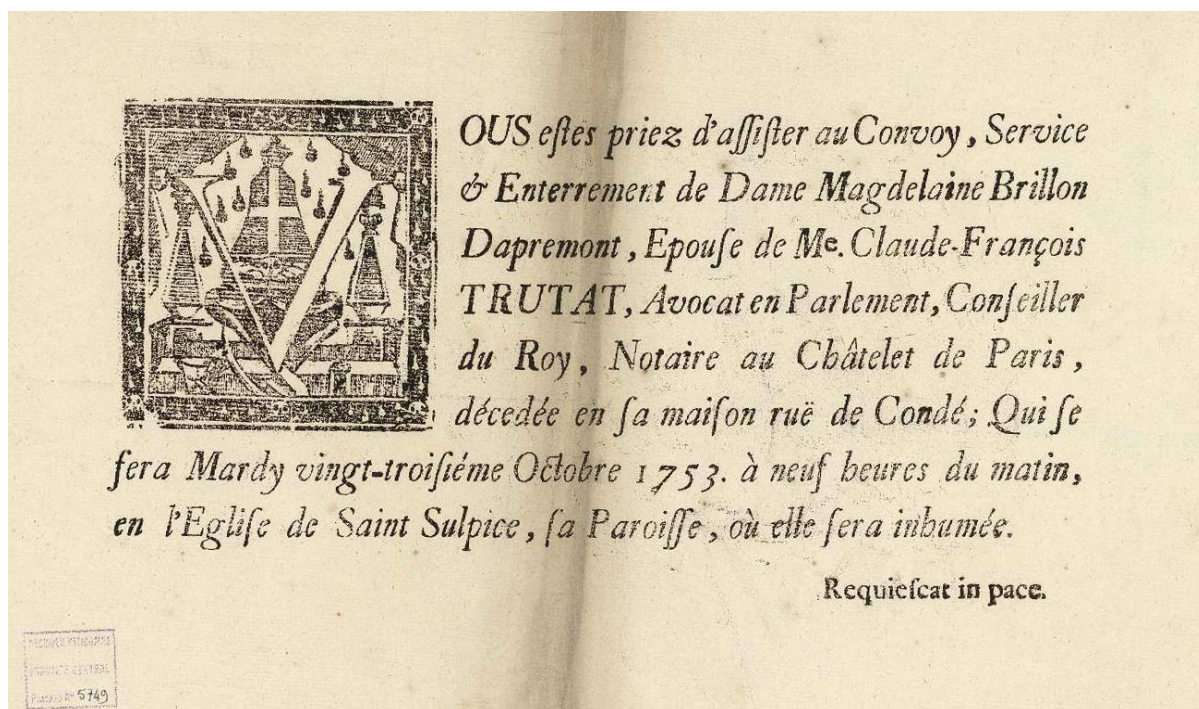 VOUS eſtes priez d'aſſiſter au Convoy, Service
& Enterrement de Dame Magdelaine Brillon
Dapremont, Epouſe de Me. Claude-François
TRUTAT, Avocat en Parlement, Conſeiller
du Roy, Notaire au Châtelet de Paris,
décedée en ſa maiſon ruë de Condé; Qui ſe
fera Mardy vingt-troiſiéme Octobre 1753. à neuf heures du matin,
en l'Egliſe de Saint Sulpice, ſa Paroiſſe, où elle ſera inhumée.
Requieſcat in pace.
5749